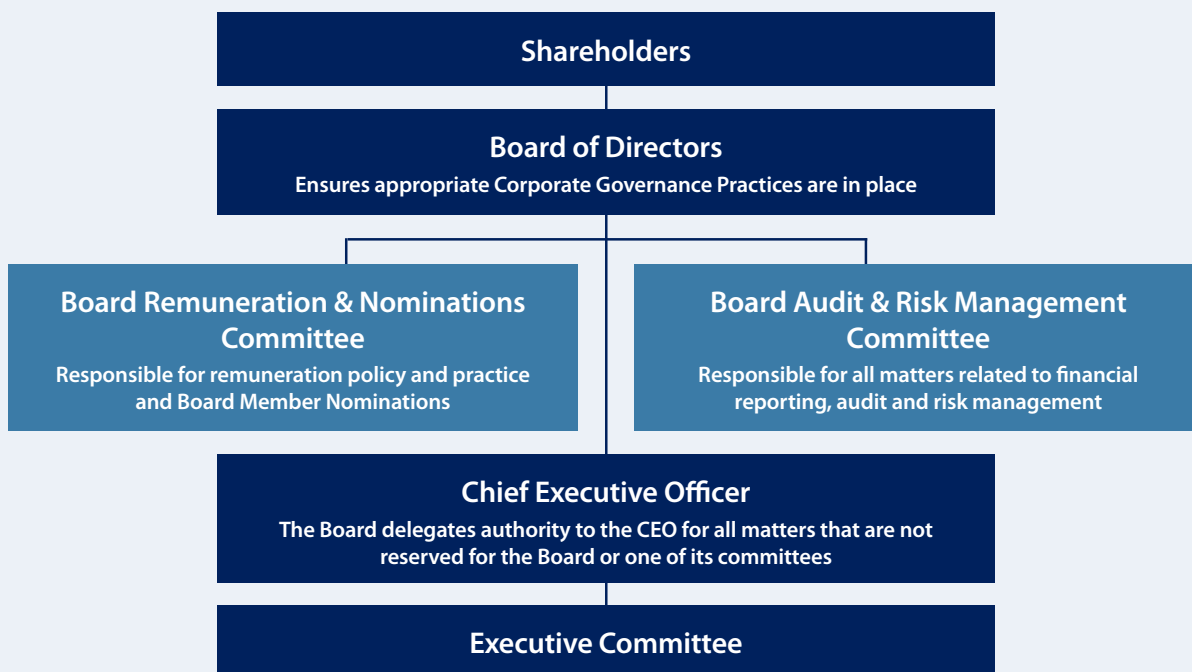 Shareholders
Board of Directors
Ensures appropriate Corporate Governance Practices are in place
Board Remuneration & Nominations
Committee
Responsible for remuneration policy and practice
and Board Member Nominations
Board Audit & Risk Management
Committee
Responsible for all matters related to financial
reporting, audit and risk management
Chief Executive Officer
The Board delegates authority to the CEO for all matters that are not
reserved for the Board or one of its committees
Executive Committee